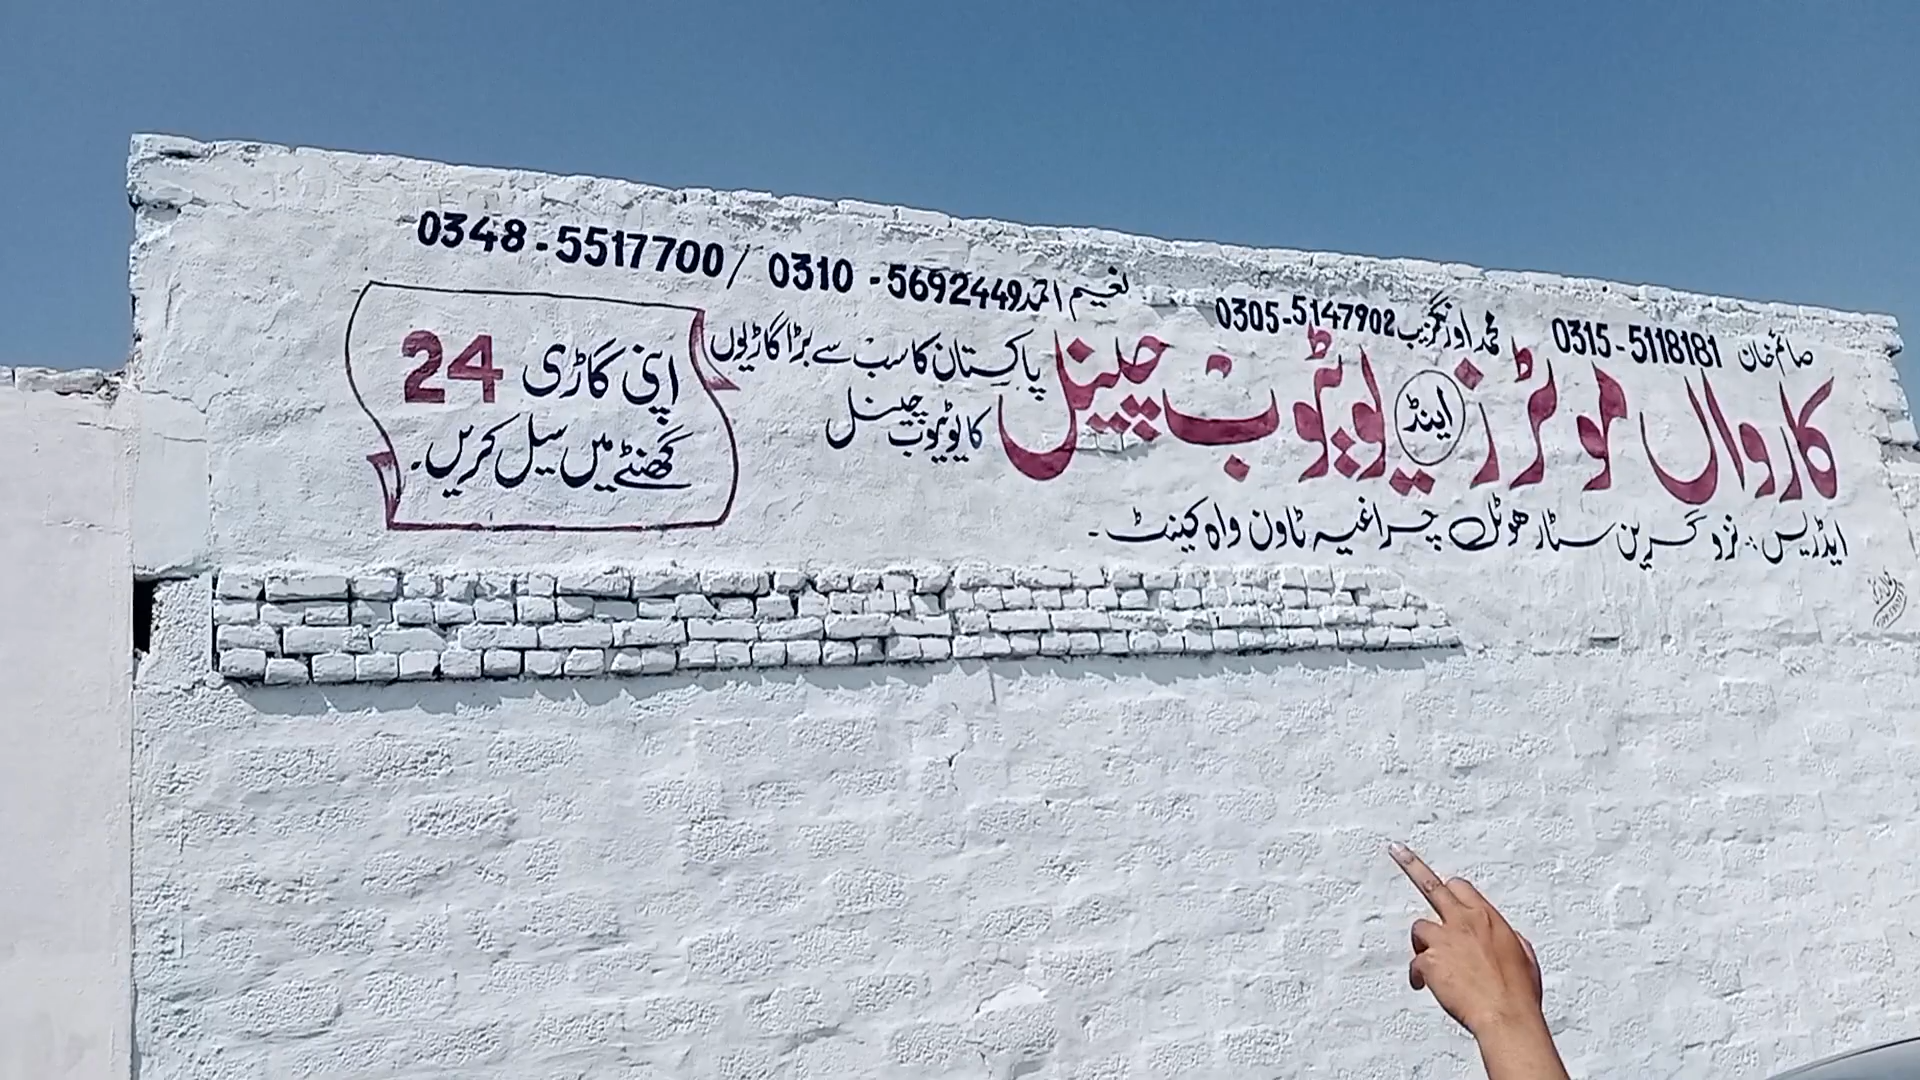 صائم خان 0315-5118181
محمد اورنگزیب 0305-5147902
نعیم احمد 0310-5692449 / 0348-5517700
کارواں موٹرز اینڈ یوٹیوب چینل
پاکستان کا سب سے بڑا گاڑیوں
کا یوٹیوب چینل
اپنی گاڑی 24
گھنٹے میں سیل کریں۔
ایڈریس: نزد گرین سٹار ھوٹل چراغیہ ٹاون واہ کینٹ۔